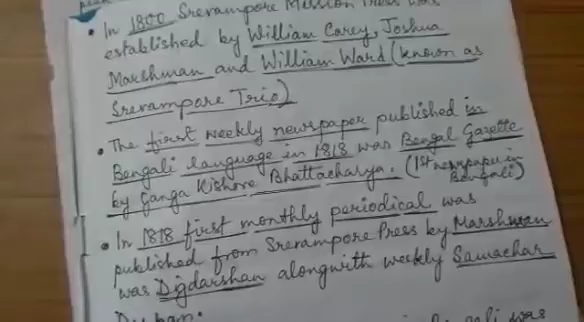 • In 1800 Srerampore Mission Press was
established by William Carey, Joshua
Marshman and William Ward (known as
Srerampore Trio)
• The first weekly newspaper published in
Bengali language in 1818 was Bengal Gazette
by Ganga Kishore Bhattacharya. (1st newspaper in
Bengali)
• In 1818 first monthly periodical was
published from Srerampore Press by Marshman
was Digdarshan alongwith weekly Samachar